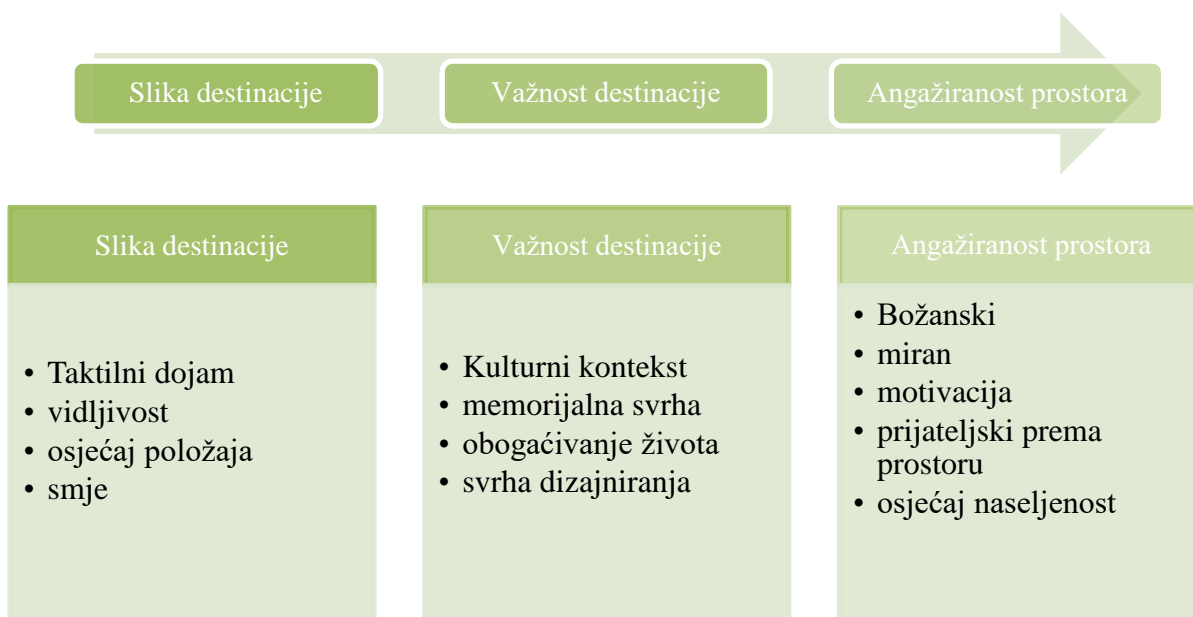 Slika destinacije
Važnost destinacije
Angažiranost prostora
Slika destinacije
• Taktilni dojam
• vidljivost
• osjećaj položaja
• smje
Važnost destinacije
• Kulturni kontekst
• memorijalna svrha
• obogaćivanje života
• svrha dizajniranja
Angažiranost prostora
• Božanski
• miran
• motivacija
• prijateljski prema
prostoru
• osjećaj naseljenost